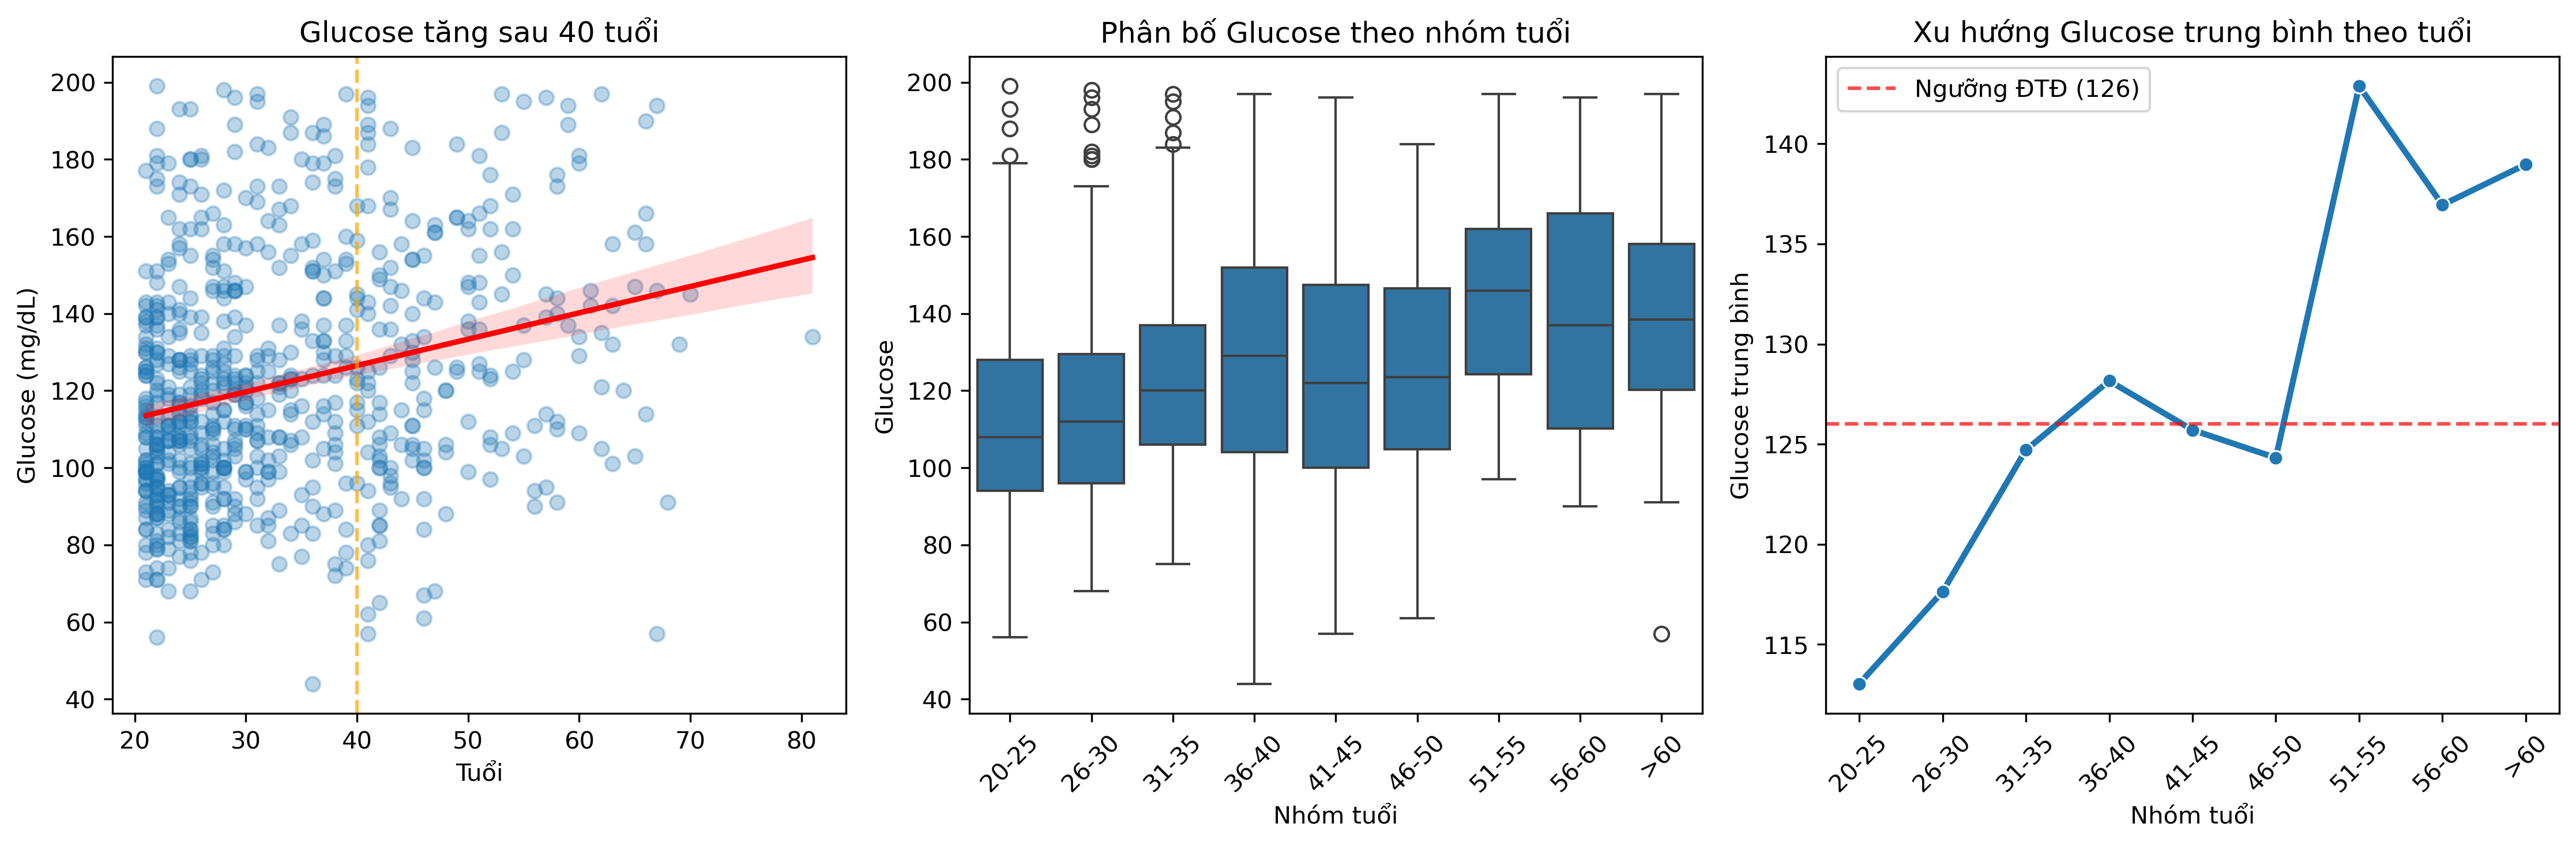 Glucose tăng sau 40 tuổi
200
180
160
140
120
100
80
60
40
Glucose (mg/dL)
20 30 40 50 60 70 80
Tuổi
Phân bố Glucose theo nhóm tuổi
200
180
160
140
120
100
80
60
40
Glucose
20-25 26-30 31-35 36-40 41-45 46-50 51-55 56-60 >60
Nhóm tuổi
Xu hướng Glucose trung bình theo tuổi
Ngưỡng ĐTĐ (126)
140
135
130
125
120
115
Glucose trung bình
20-25 26-30 31-35 36-40 41-45 46-50 51-55 56-60 >60
Nhóm tuổi